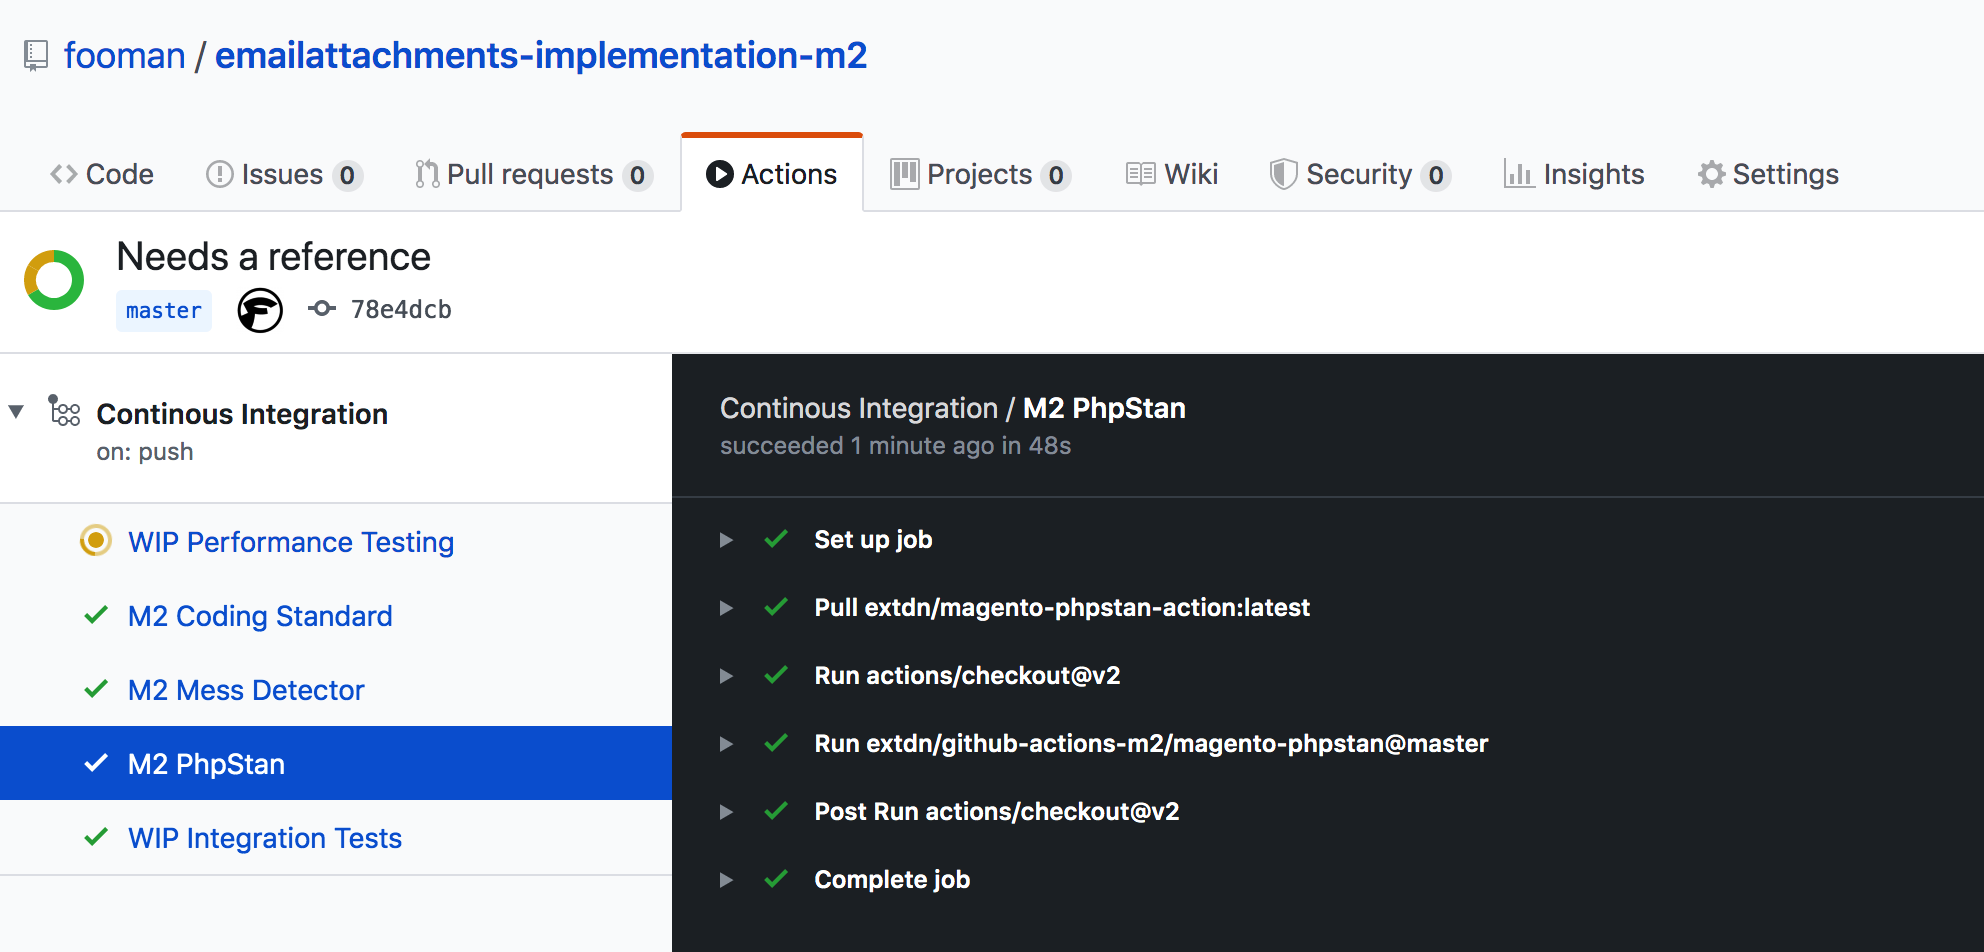 fooman / emailattachments-implementation-m2
Code Issues 0 Pull requests 0 Actions Projects 0 Wiki Security 0 Insights Settings
Needs a reference
master 78e4dcb
Continous Integration
on: push
WIP Performance Testing
M2 Coding Standard
M2 Mess Detector
M2 PhpStan
WIP Integration Tests
Continous Integration / M2 PhpStan
succeeded 1 minute ago in 48s
Set up job
Pull extdn/magento-phpstan-action:latest
Run actions/checkout@v2
Run extdn/github-actions-m2/magento-phpstan@master
Post Run actions/checkout@v2
Complete job